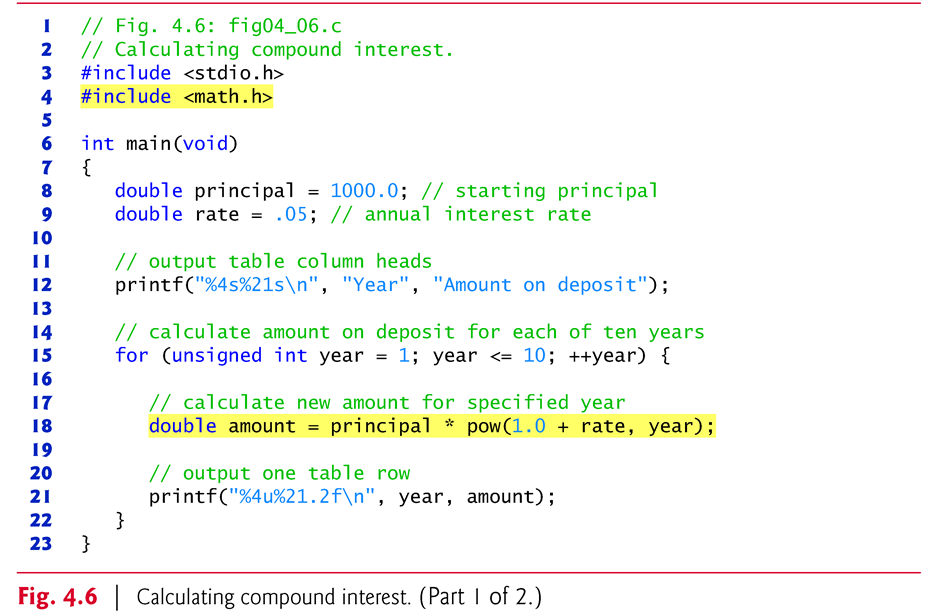 1 // Fig. 4.6: fig04_06.c
2 // Calculating compound interest.
3 #include <stdio.h>
4 #include <math.h>
5
6 int main(void)
7 {
8    double principal = 1000.0; // starting principal
9    double rate = .05; // annual interest rate
10
11    // output table column heads
12    printf("%4s%21s\n", "Year", "Amount on deposit");
13
14    // calculate amount on deposit for each of ten years
15    for (unsigned int year = 1; year <= 10; ++year) {
16
17       // calculate new amount for specified year
18       double amount = principal * pow(1.0 + rate, year);
19
20       // output one table row
21       printf("%4u%21.2f\n", year, amount);
22    }
23 }
Fig. 4.6 | Calculating compound interest. (Part 1 of 2.)